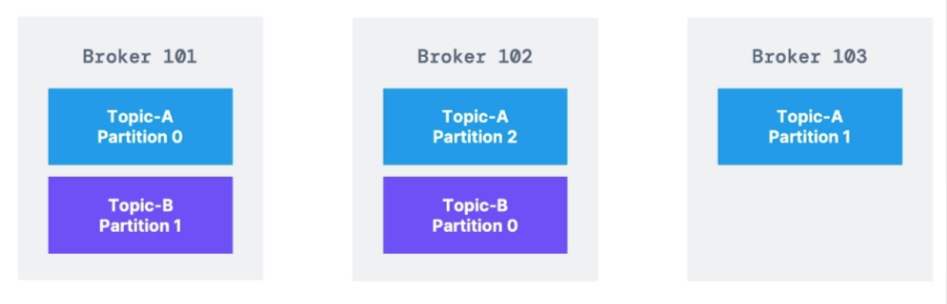 Broker 101
Topic-A
Partition 0
Topic-B
Partition 1
Broker 102
Topic-A
Partition 2
Topic-B
Partition 0
Broker 103
Topic-A
Partition 1